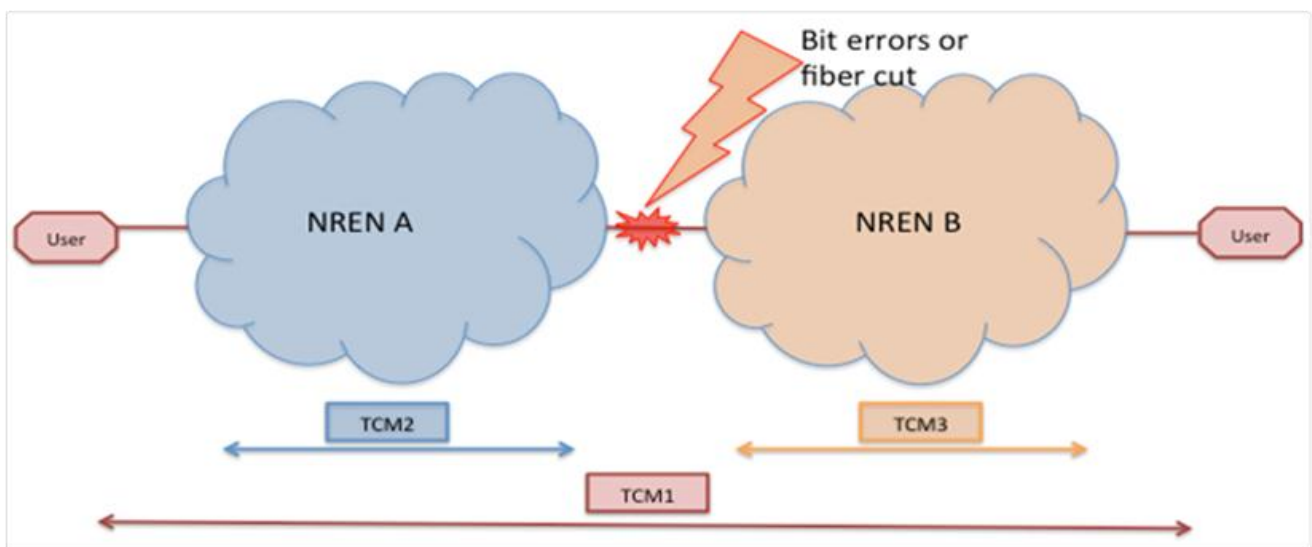 Bit errors or
fiber cut
NREN A
NREN B
User
User
TCM2
TCM3
TCM1